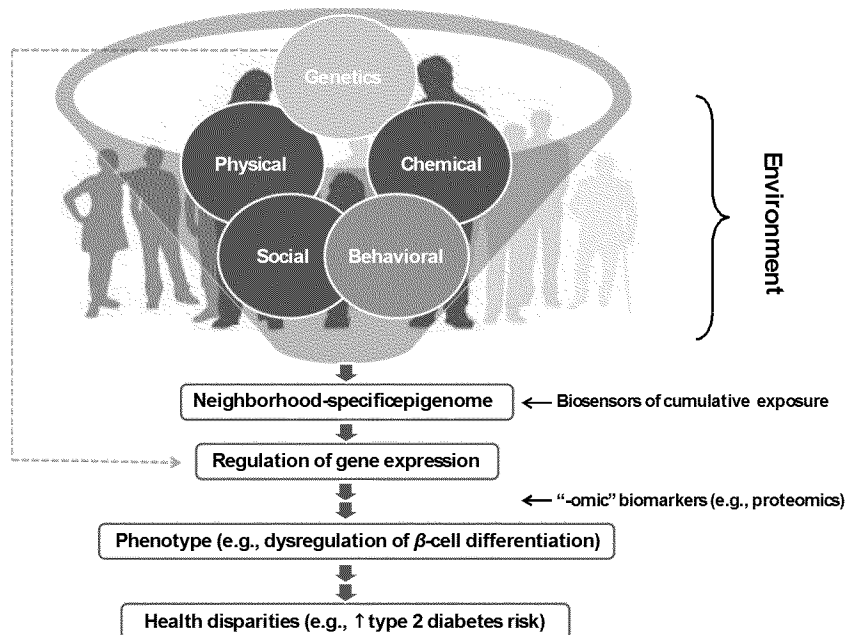 Genetics
Physical
Chemical
Social
Behavioral
Environment
Neighborhood-specificepigenome
Biosensors of cumulative exposure
Regulation of gene expression
“-omic” biomarkers (e.g., proteomics)
Phenotype (e.g., dysregulation of β-cell differentiation)
Health disparities (e.g., ↑ type 2 diabetes risk)